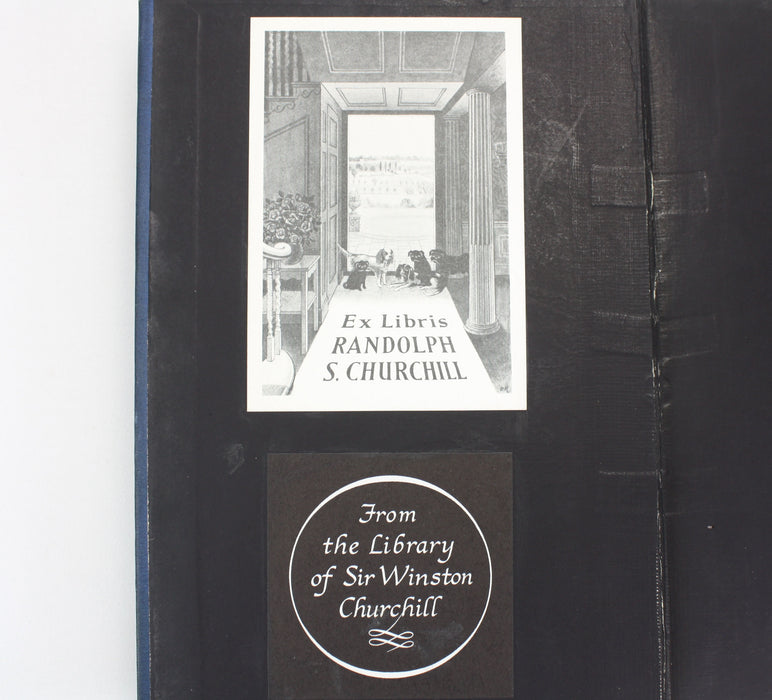 Ex Libris
RANDOLPH
S. CHURCHILL
From
the Library
of Sir Winston
Churchill